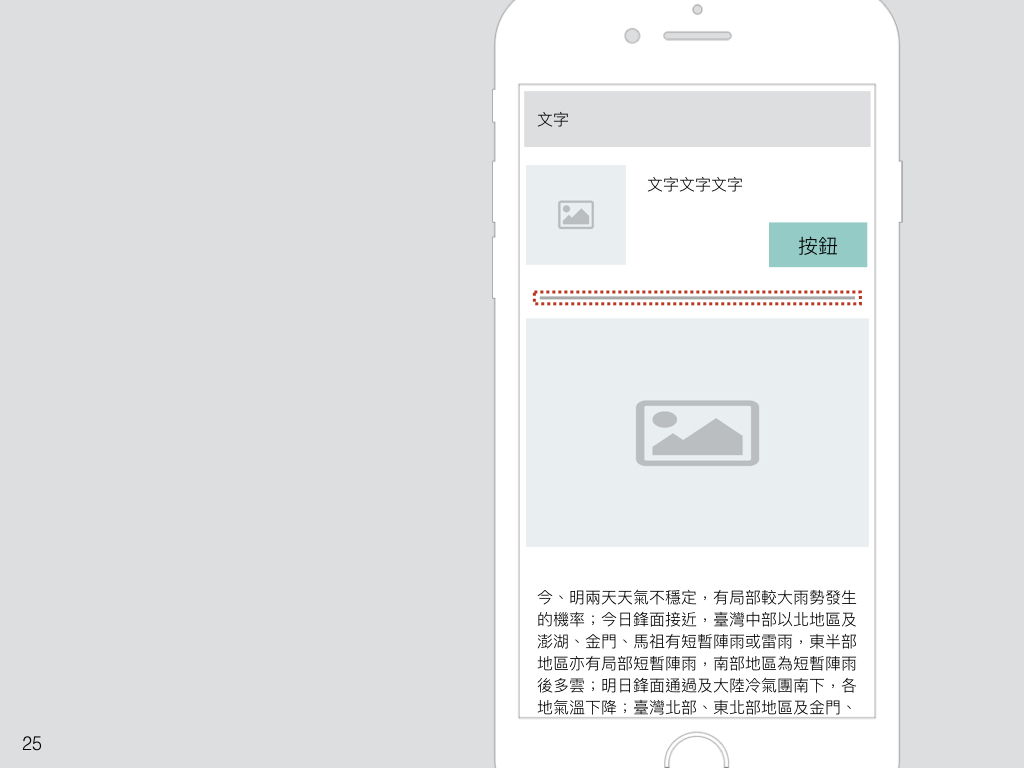 文字
文字文字文字
按鈕
今、明兩天天氣不穩定，有局部較大雨勢發生
的機率；今日鋒面接近，臺灣中部以北地區及
澎湖、金門、馬祖有短暫陣雨或雷雨，東半部
地區亦有局部短暫陣雨，南部地區為短暫陣雨
後多雲；明日鋒面通過及大陸冷氣團南下，各
地氣溫下降；臺灣北部、東北部地區及金門、
25